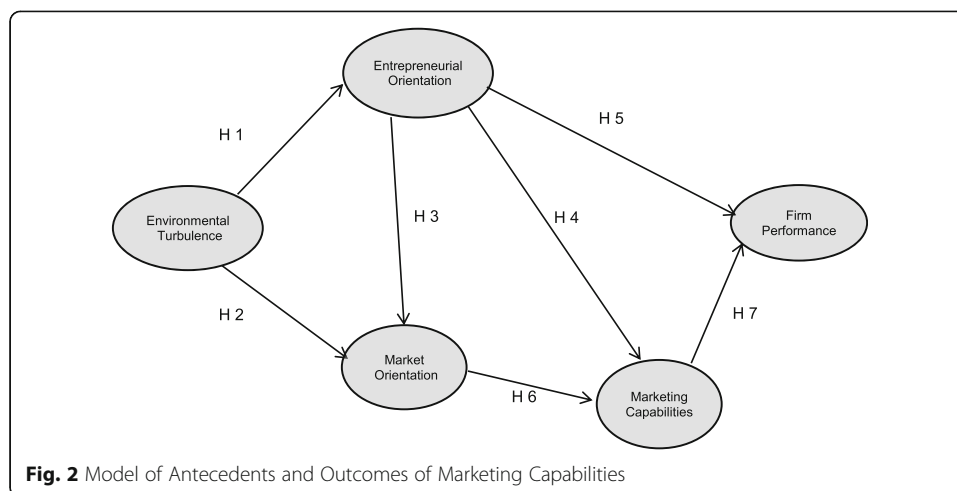 Entrepreneurial
Orientation
H 1
H 5
Environmental
Turbulence
H 3
H 4
Firm
Performance
H 2
Market
Orientation
H 7
H 6
Marketing
Capabilities
Fig. 2 Model of Antecedents and Outcomes of Marketing Capabilities